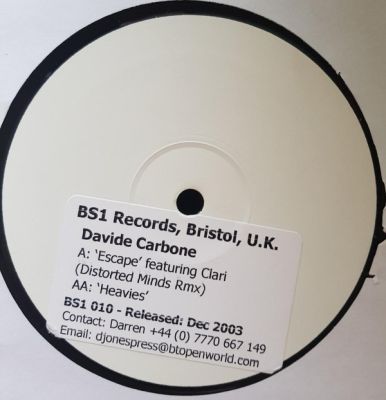 BS1 Records, Bristol, U.K.
Davide Carbone
A: 'Escape' featuring Clari
(Distorted Minds Rmx)
AA: 'Heavies'
BS1 010 - Released: Dec 2003
Contact: Darren +44 (0) 7770 667 149
Email: djonespress@btopenworld.com